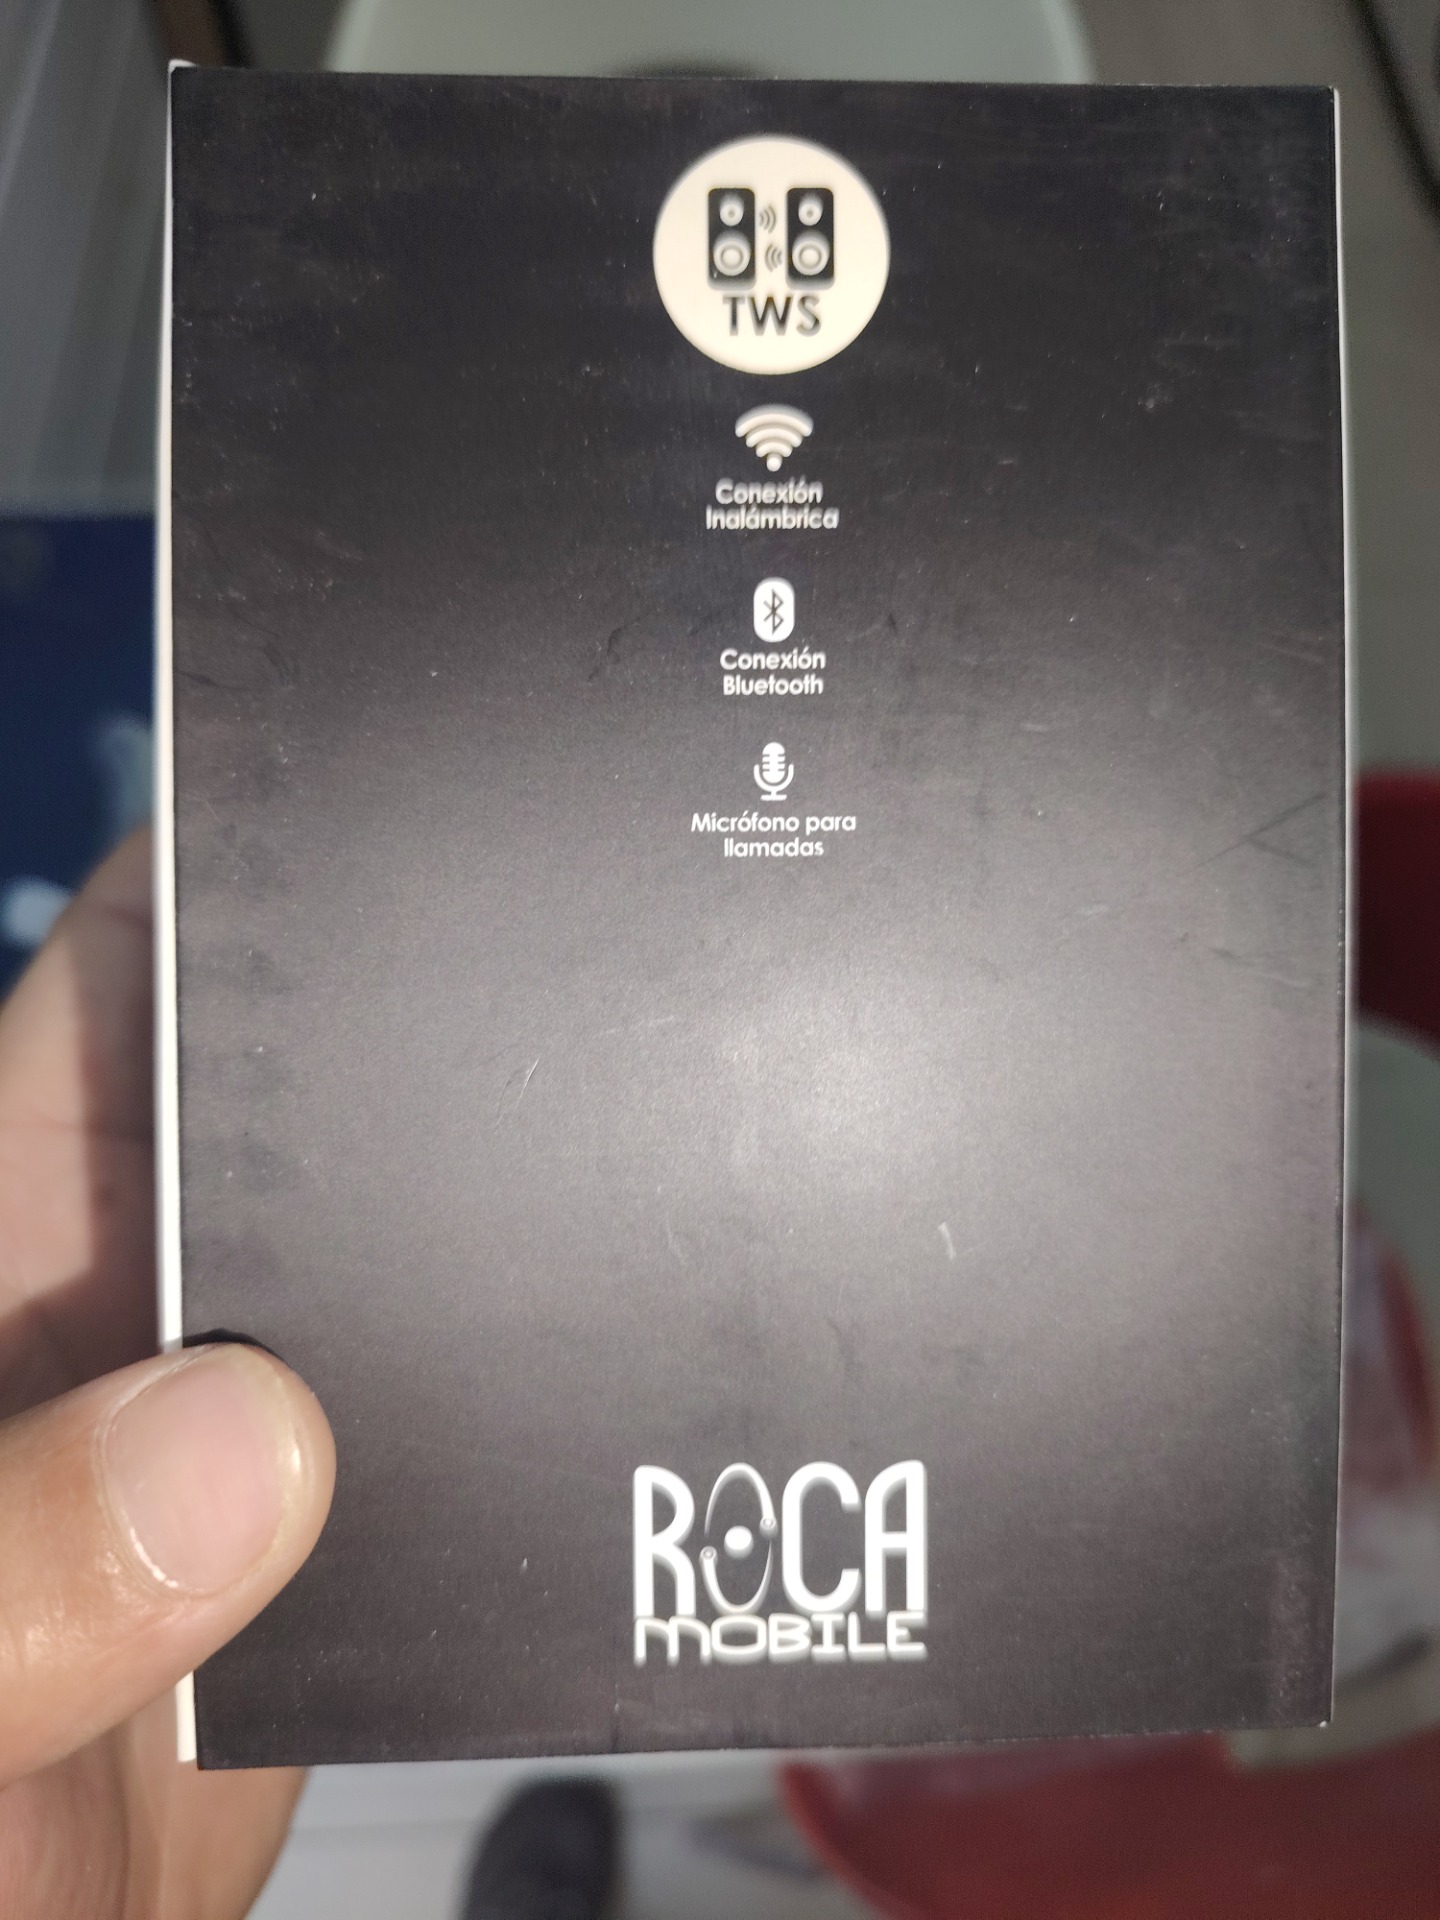 TWS
Conexión
Inalámbrica
Conexión
Bluetooth
Micrófono para
llamadas
ROCA
MOBILE